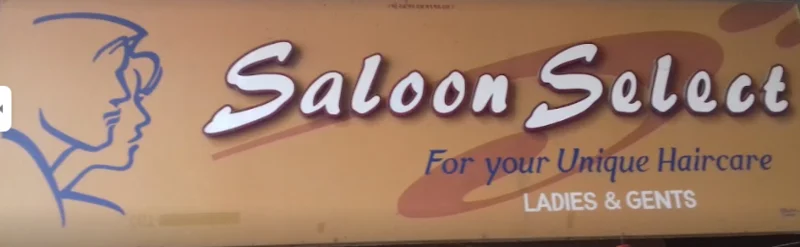 Saloon Select
For your Unique Haircare
LADIES & GENTS